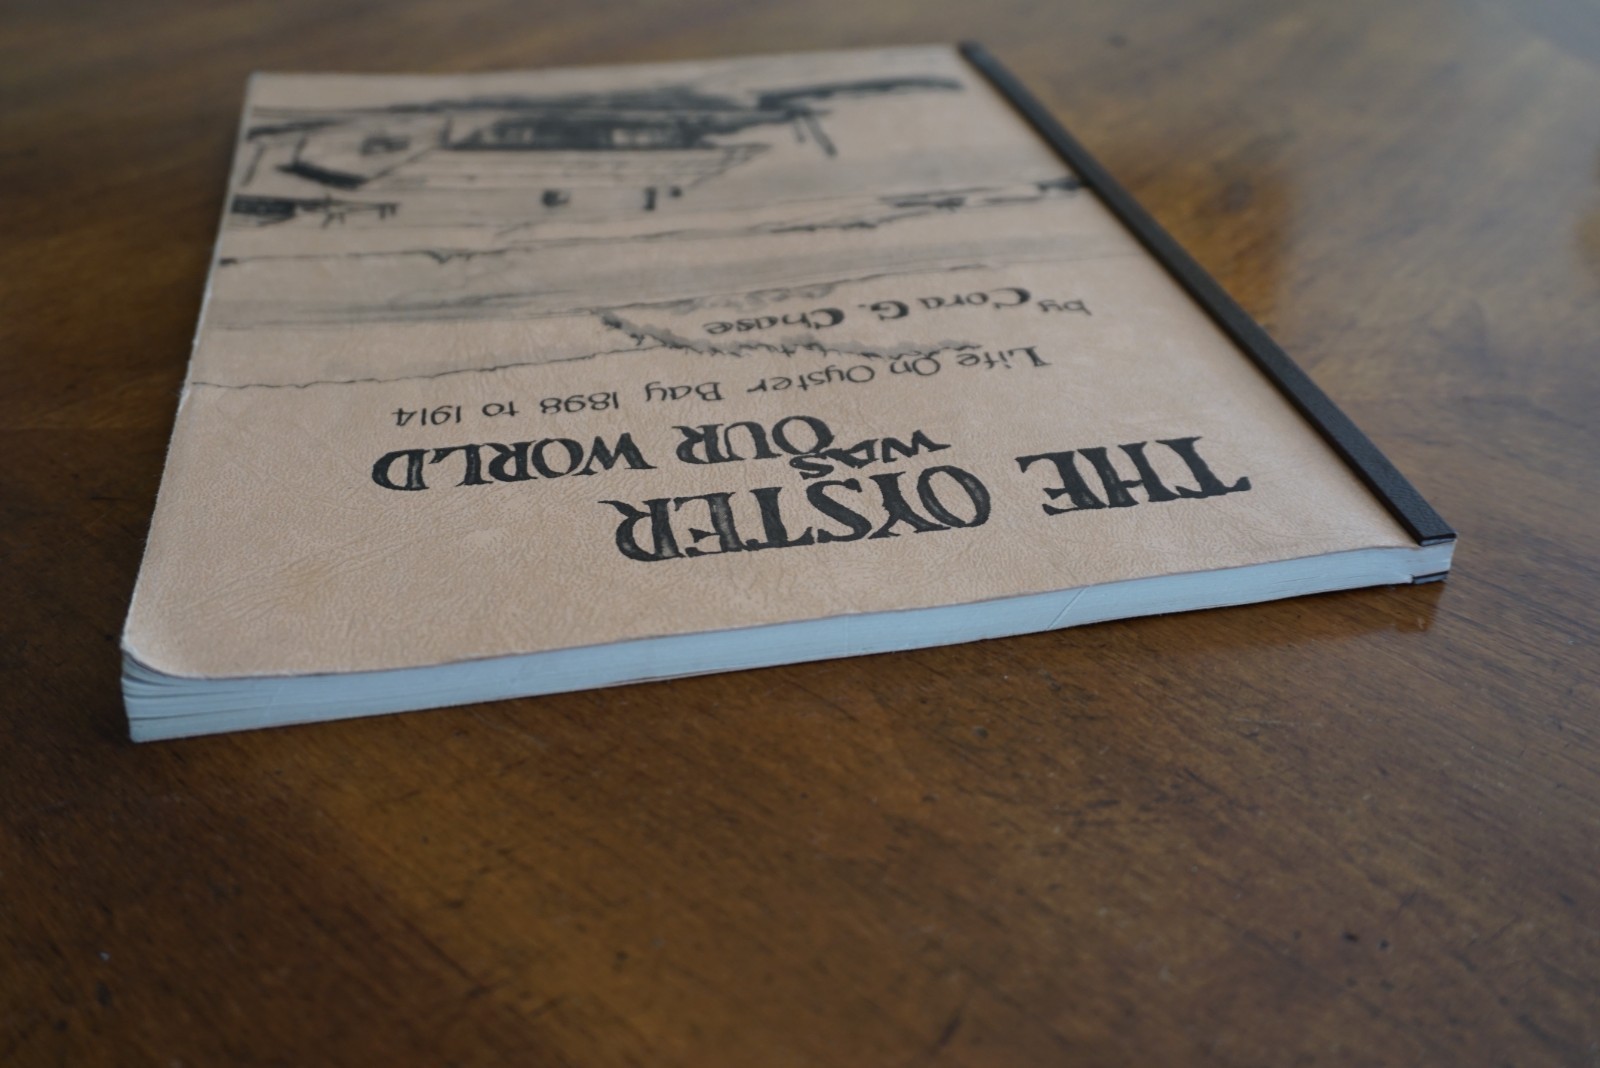 THE OYSTER
WAS
OUR WORLD
Life On Oyster Bay 1898 to 1914
by Cora G. Chase